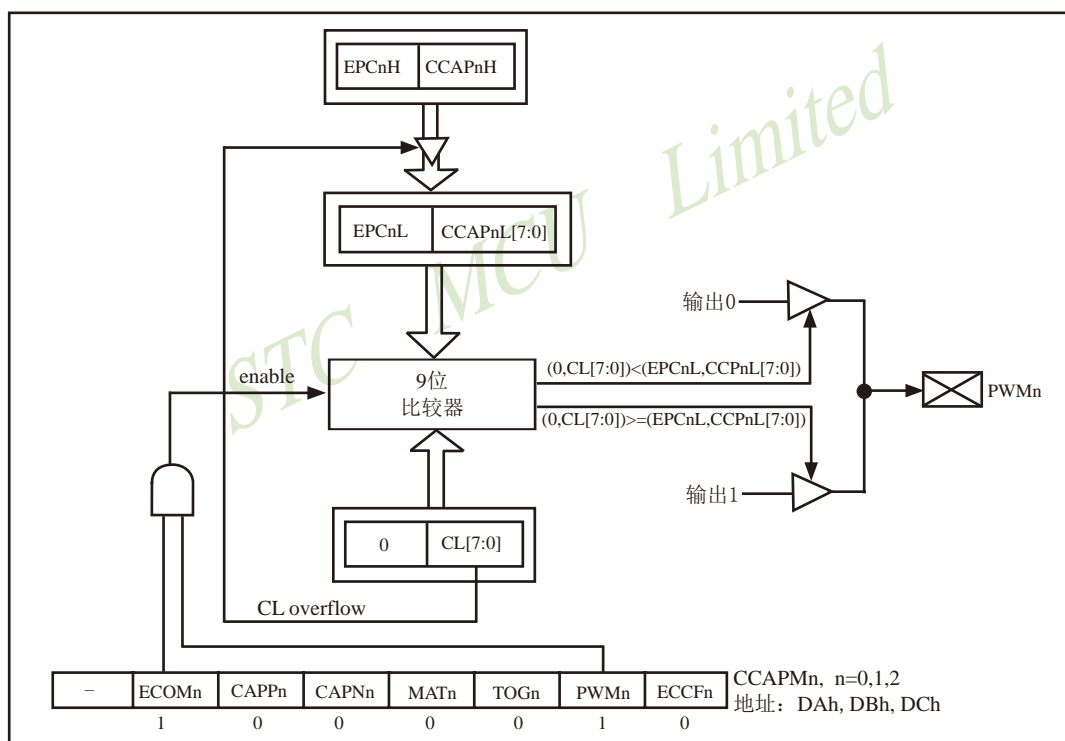 EPCnH CCAPnH
EPCnL CCAPnL[7:0]
输出0
(0,CL[7:0])<(EPCnL,CCPnL[7:0])
enable
9位
比较器
PWMn
(0,CL[7:0])>=(EPCnL,CCPnL[7:0])
输出1
0 CL[7:0]
CL overflow
– ECOMn CAPPn CAPNn MATn TOGn PWMn ECCFn
CCAPMn, n=0,1,2
地址：DAh, DBh, DCh
1 0 0 0 0 1 0
STC MCU Limited